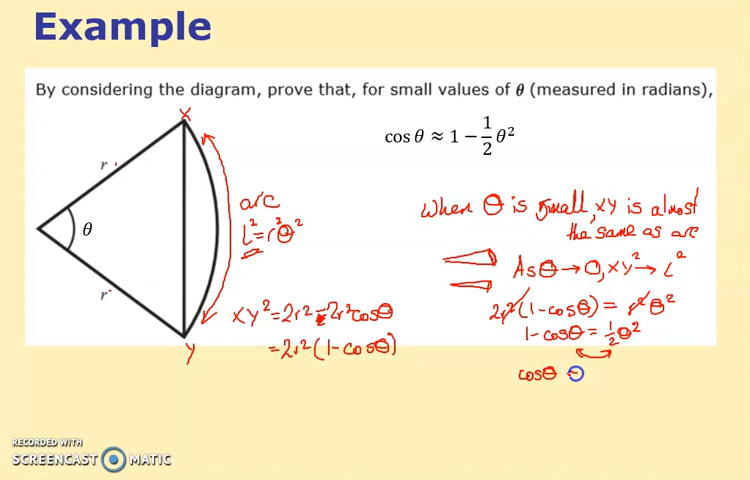 Example
By considering the diagram, prove that, for small values of θ (measured in radians),
cos θ ≈ 1 − 1/2 θ²
X
r
θ
r
Y
arc
L² = r²θ²
XY² = 2r² − 2r²cosθ
= 2r²(1 − cosθ)
When θ is small, XY is almost
the same as arc
As θ → 0, XY² → L²
2r²(1 − cosθ) = r²θ²
1 − cosθ = ½θ²
cosθ =
RECORDED WITH
SCREENCAST MATIC